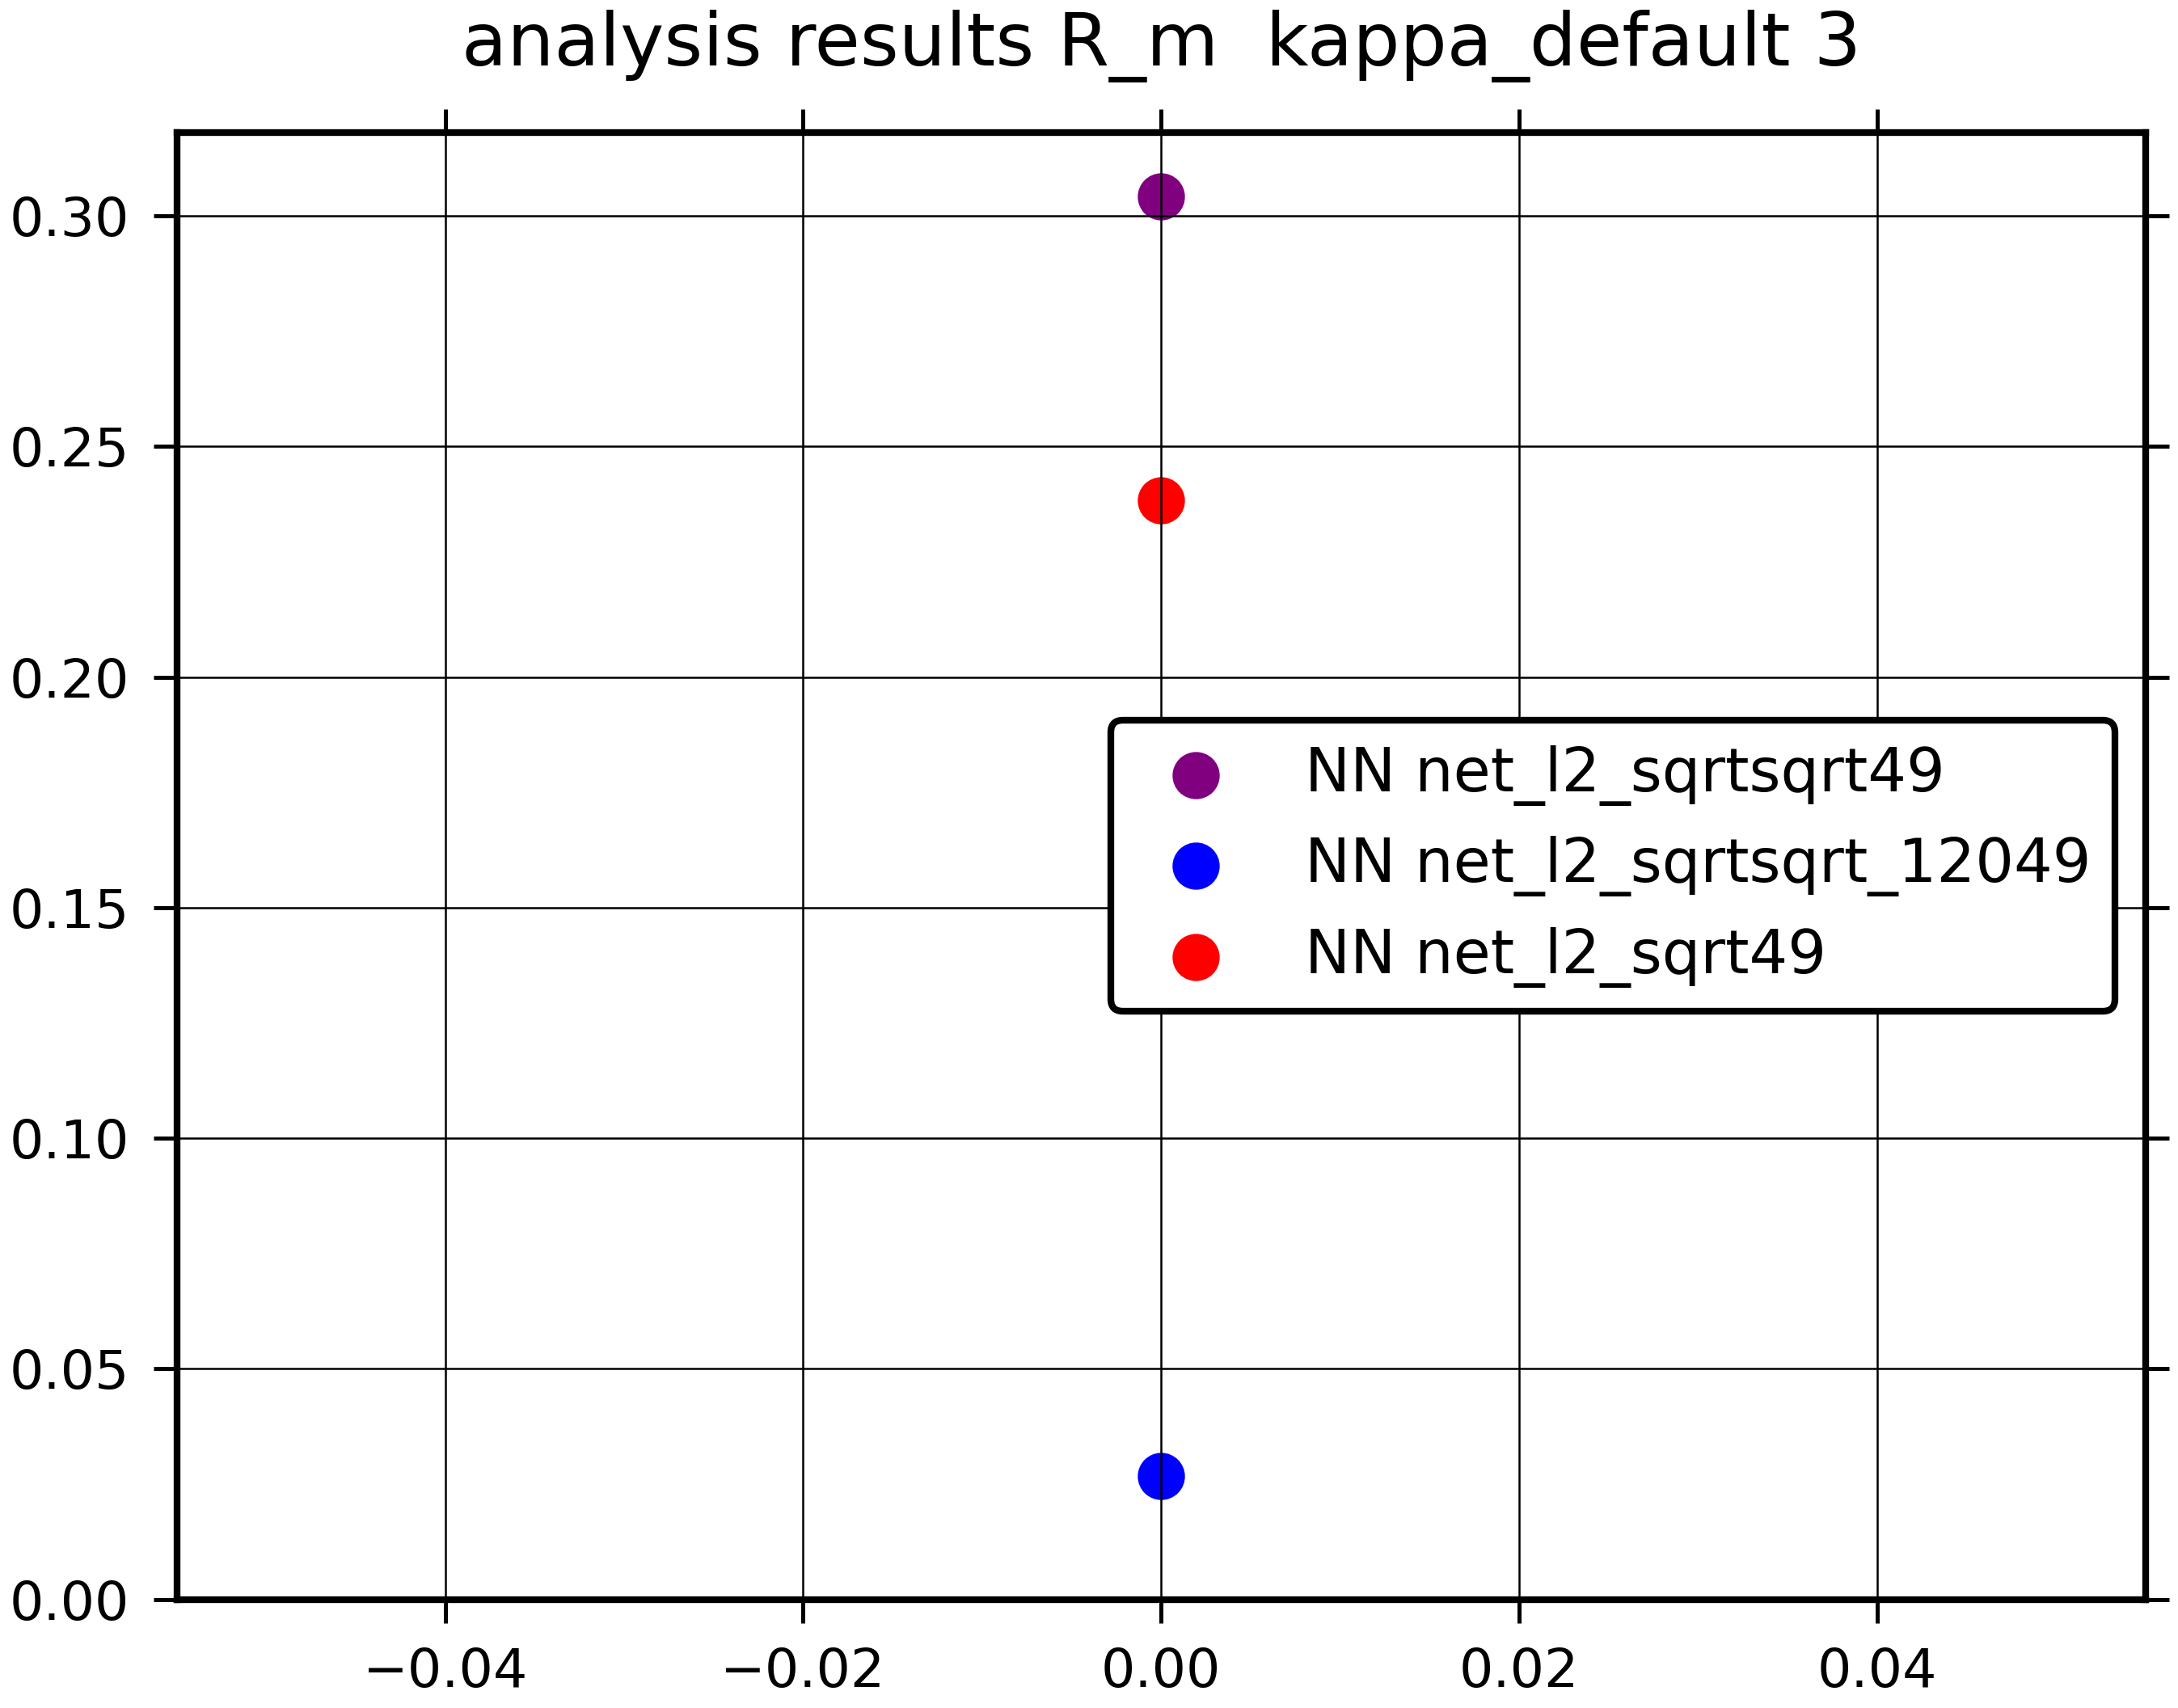 analysis results R_m  kappa_default 3
0.30
0.25
0.20
0.15
0.10
0.05
0.00
NN net_l2_sqrtsqrt49
NN net_l2_sqrtsqrt_12049
NN net_l2_sqrt49
−0.04 −0.02 0.00 0.02 0.04